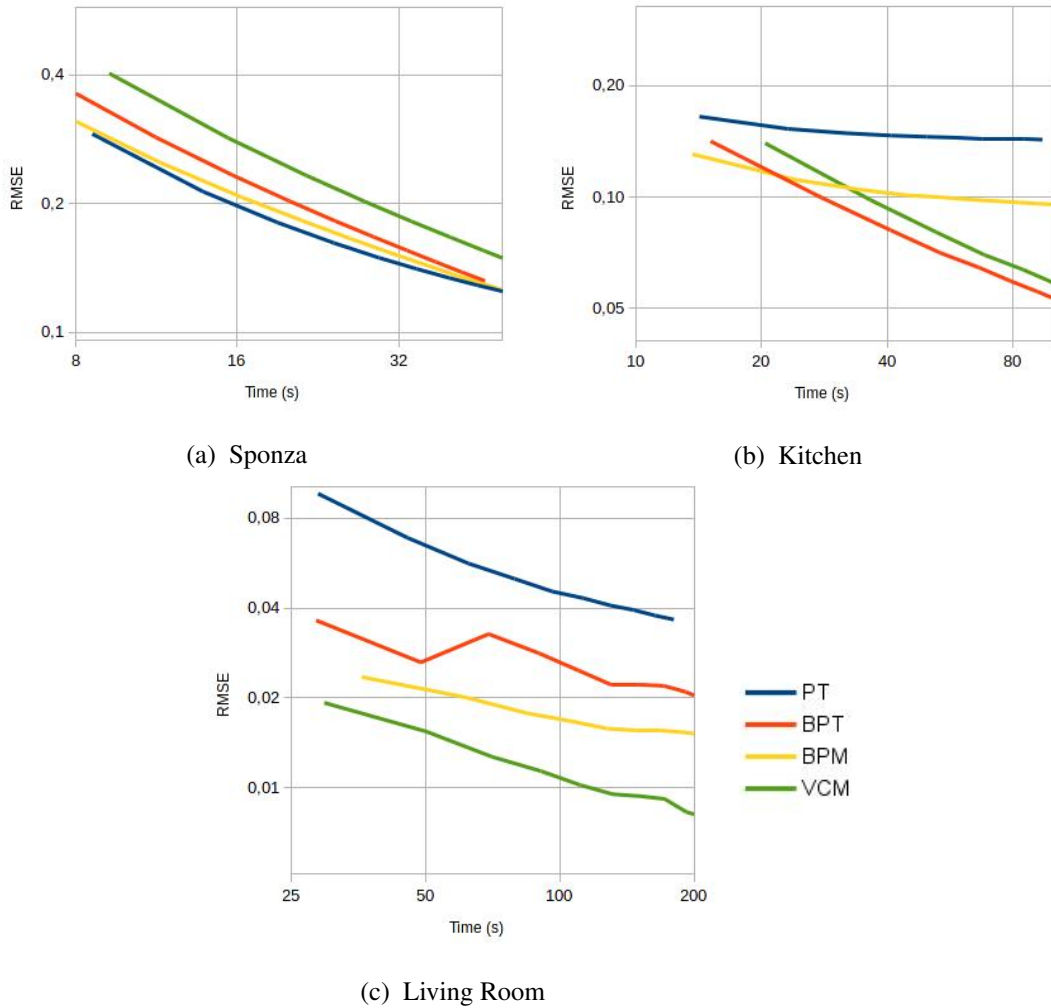 RMSE
0,4
0,2
0,1
8
16
32
Time (s)
(a) Sponza
RMSE
0,20
0,10
0,05
10
20
40
80
Time (s)
(b) Kitchen
RMSE
0,08
0,04
0,02
0,01
25
50
100
200
Time (s)
PT
BPT
BPM
VCM
(c) Living Room